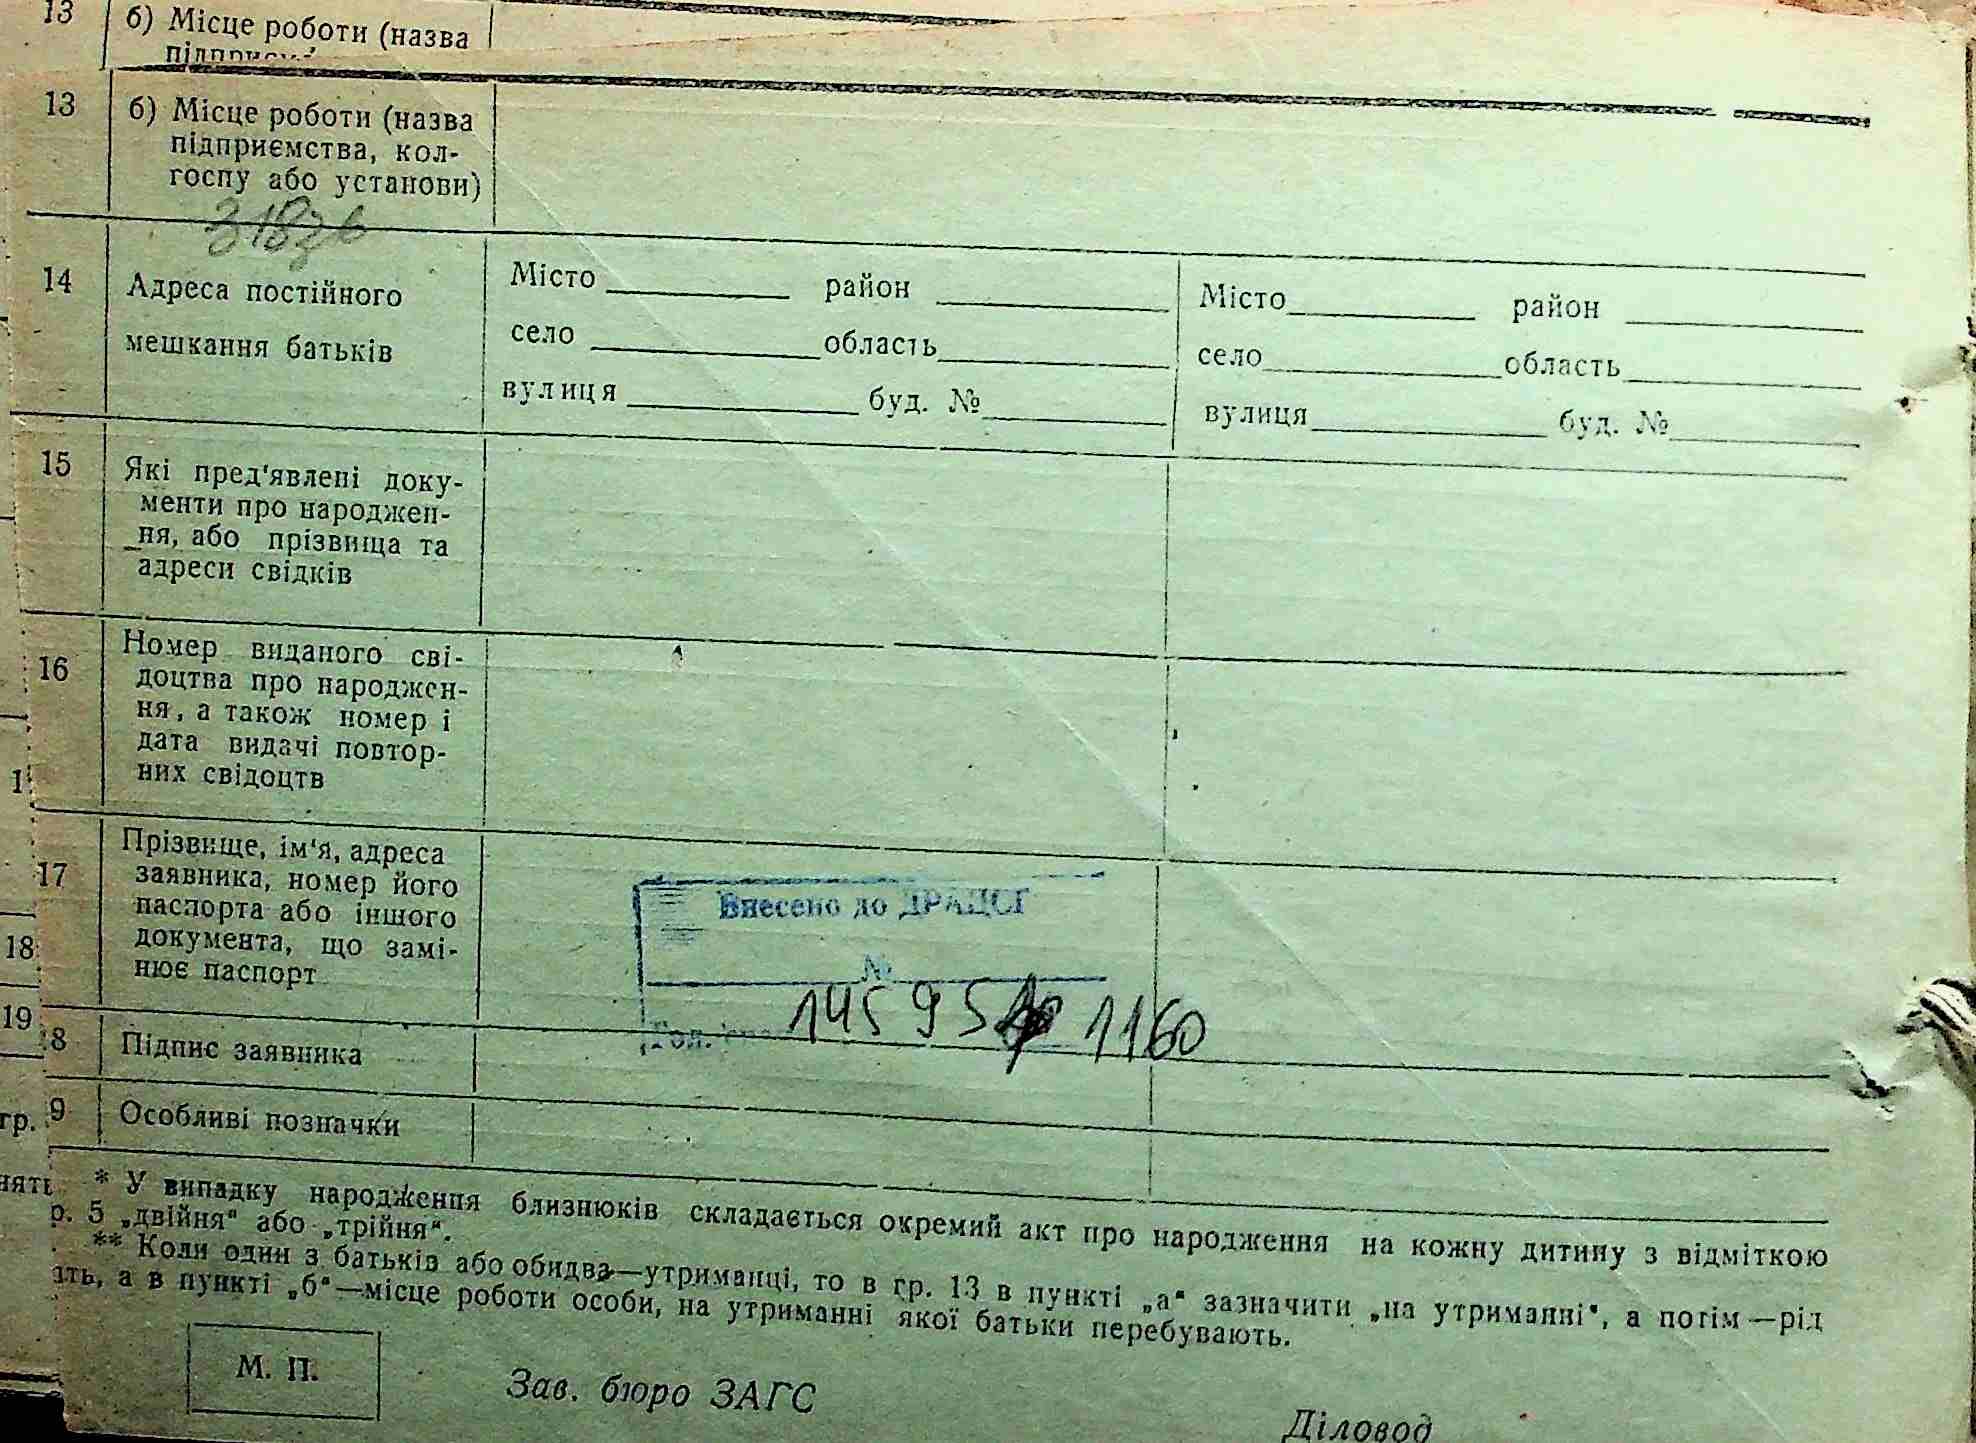 13 б) Місце роботи (назва
13 б) Місце роботи (назва
підприємства, кол-
госпу або установи)
14 Адреса постійного
мешкання батьків
Місто район
село область
вулиця буд. №
Місто район
село область
вулиця буд. №
15 Які пред'явлені доку-
менти про народжен-
ня, або прізвища та
адреси свідків
16 Номер виданого сві-
доцтва про народжен-
ня, а також номер і
дата видачі повтор-
них свідоцтв
17 Прізвище, ім'я, адреса
заявника, номер його
паспорта або іншого
документа, що замі-
нює паспорт
Внесено до ДРАЦСГ
№
14595
1160
18
19
8 Підпис заявника
гр. 9 Особливі позначки
* У випадку народження близнюків складається окремий акт про народження на кожну дитину з відміткою
р. 5 „двійня“ або „трійня“.
** Коли один з батьків або обидва—утриманці, то в гр. 13 в пункті „а“ зазначити „на утриманні“, а потім—рід
ять, а в пункті „б“—місце роботи особи, на утриманні якої батьки перебувають.
М. П.
Зав. бюро ЗАГС
Діловод